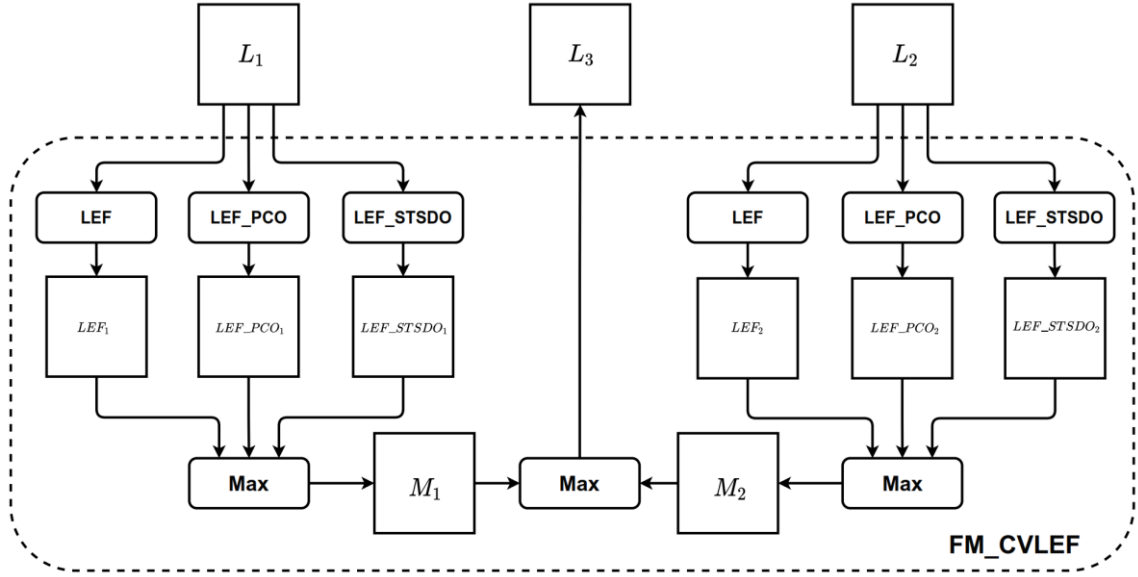 L1 L3 L2
LEF LEF_PCO LEF_STSDO LEF LEF_PCO LEF_STSDO
LEF1 LEF_PCO1 LEF_STSDO1 LEF2 LEF_PCO2 LEF_STSDO2
Max M1 Max M2 Max
FM_CVLEF